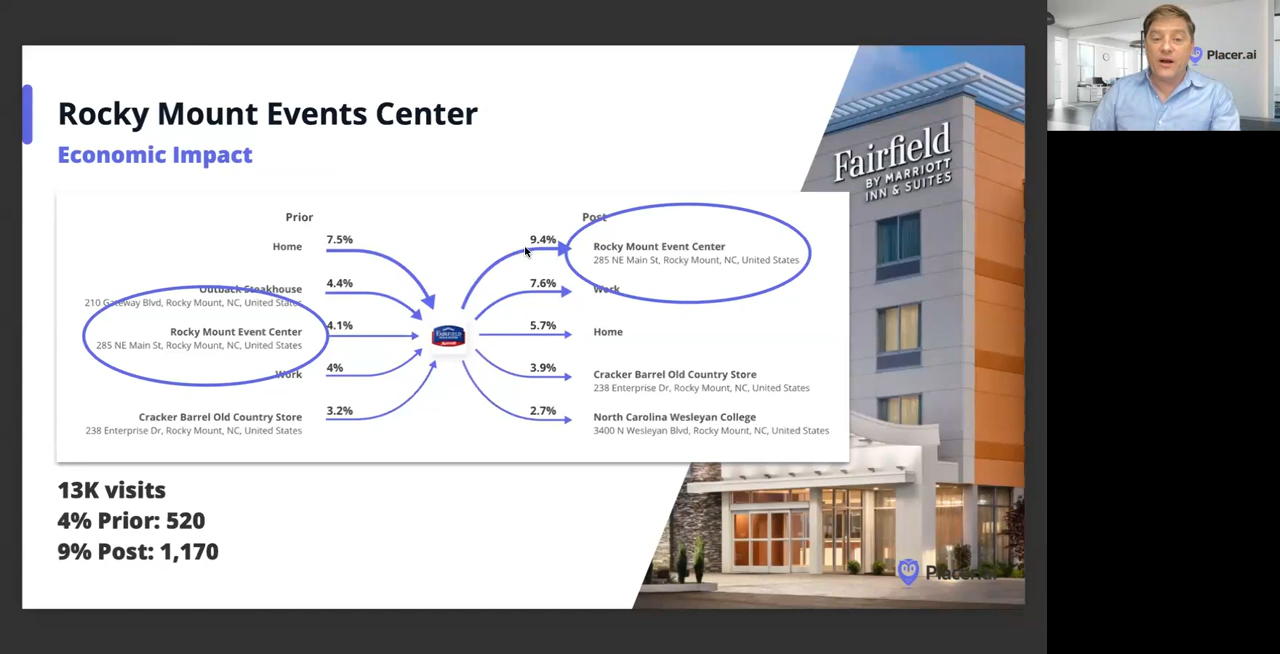 Rocky Mount Events Center
Economic Impact
Prior
Home
7.5%
Outback Steakhouse
210 Gateway Blvd, Rocky Mount, NC, United States
4.4%
Rocky Mount Event Center
285 NE Main St, Rocky Mount, NC, United States
4.1%
Work
4%
Cracker Barrel Old Country Store
238 Enterprise Dr, Rocky Mount, NC, United States
3.2%
Post
9.4%
Rocky Mount Event Center
285 NE Main St, Rocky Mount, NC, United States
7.6%
Work
5.7%
Home
3.9%
Cracker Barrel Old Country Store
238 Enterprise Dr, Rocky Mount, NC, United States
2.7%
North Carolina Wesleyan College
3400 N Wesleyan Blvd, Rocky Mount, NC, United States
13K visits
4% Prior: 520
9% Post: 1,170
Fairfield
BY MARRIOTT
INN & SUITES
Placer.ai
Placer.ai